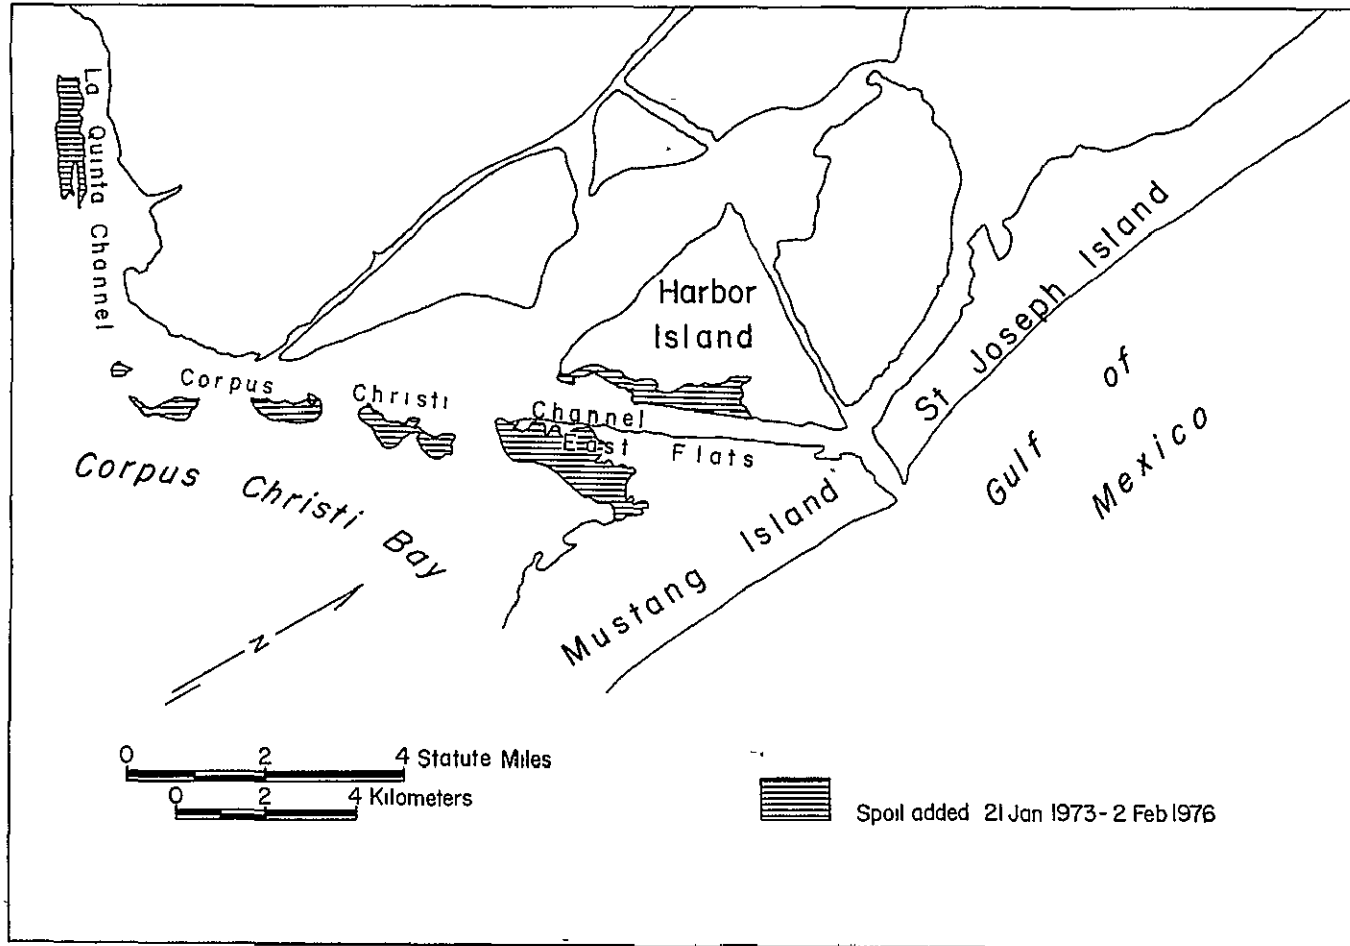 La Quinta Channel
Harbor
Island
St Joseph Island
Gulf of
Mexico
Corpus Christi Channel
East Flats
Corpus Christi Bay
Mustang Island
N
0 2 4 Statute Miles
0 2 4 Kilometers
Spoil added 21 Jan 1973-2 Feb 1976